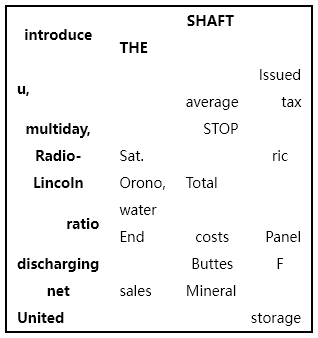 introduce SHAFT
THE
Issued
u,
average tax
multiday, STOP
Radio- Sat. ric
Lincoln Orono, Total
water
ratio
End costs Panel
discharging Buttes F
net sales Mineral
United storage